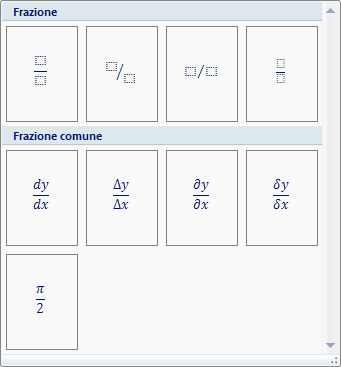 Frazione
/
/
Frazione comune
dy/dx Δy/Δx ∂y/∂x δy/δx
π/2